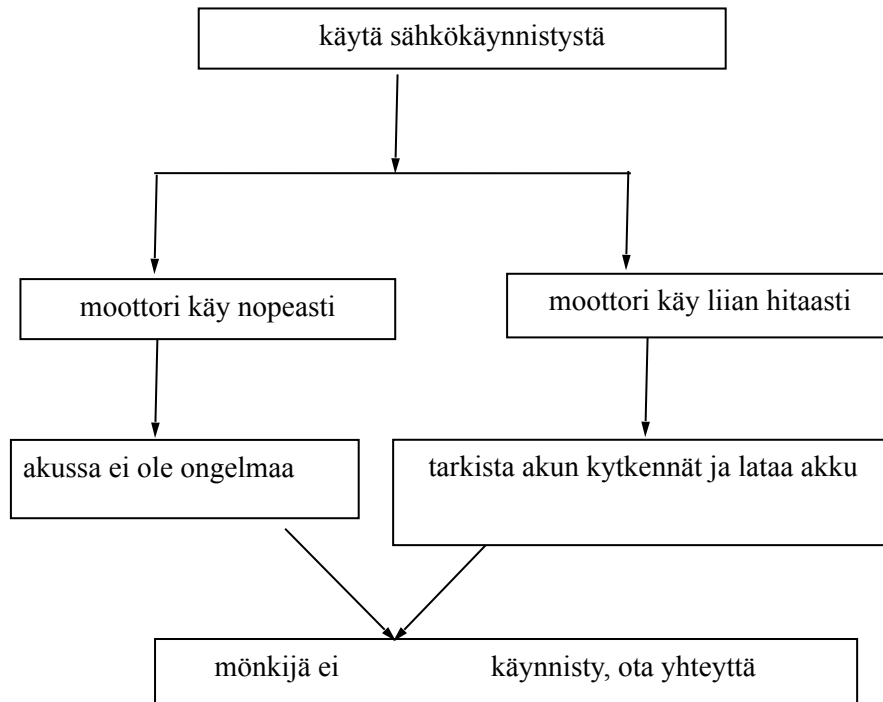 käytä sähkökäynnistystä
moottori käy nopeasti
moottori käy liian hitaasti
akussa ei ole ongelmaa
tarkista akun kytkennät ja lataa akku
mönkijä ei käynnisty, ota yhteyttä